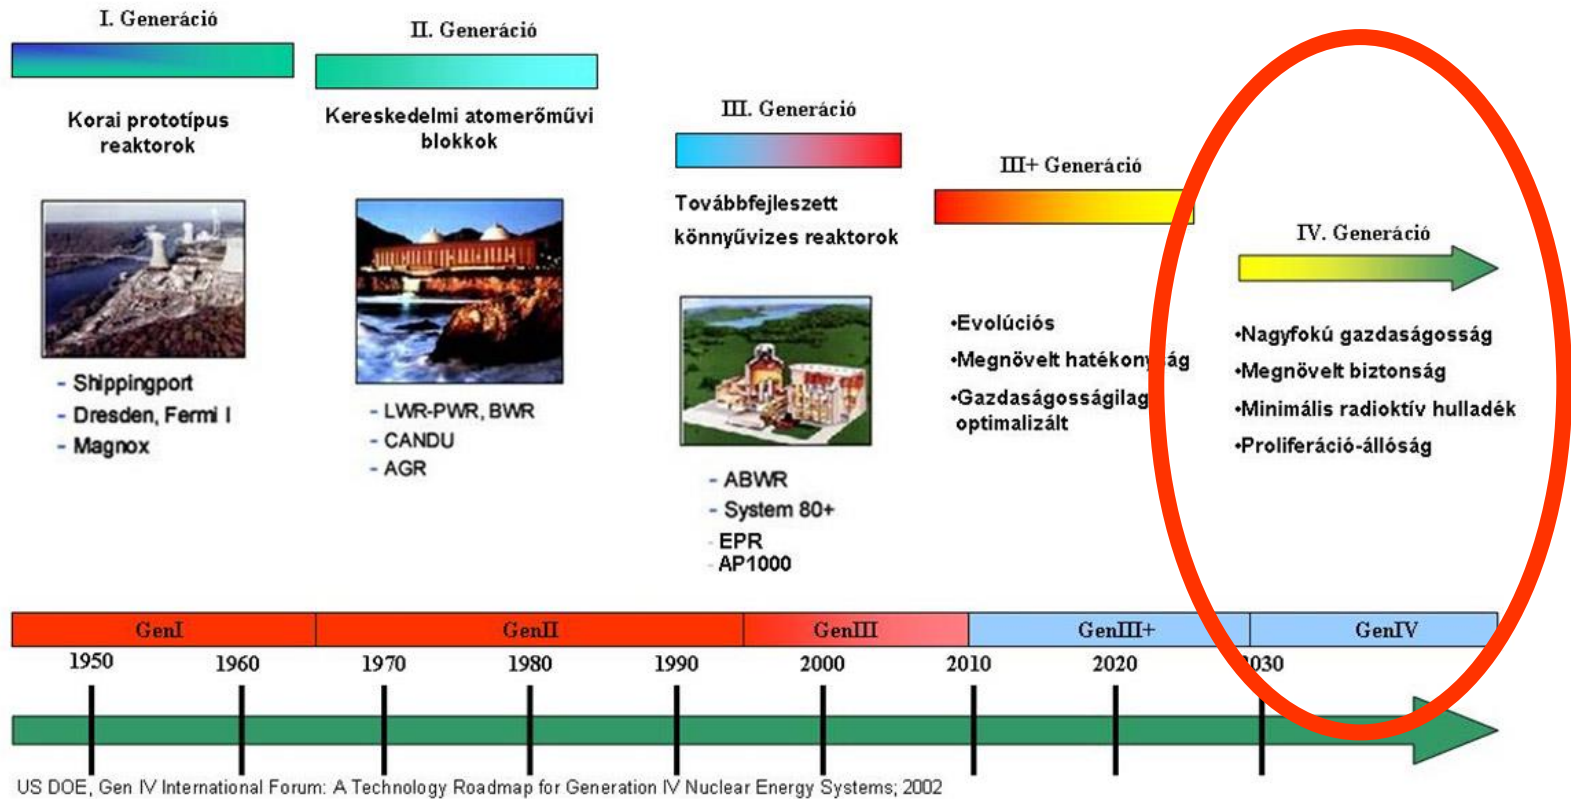 I. Generáció
Korai prototípus
reaktorok
- Shippingport
- Dresden, Fermi I
- Magnox
II. Generáció
Kereskedelmi atomerőművi
blokkok
- LWR-PWR, BWR
- CANDU
- AGR
III. Generáció
Továbbfejleszett
könnyűvizes reaktorok
- ABWR
- System 80+
- EPR
- AP1000
III+ Generáció
•Evolúciós
•Megnövelt hatékonyság
•Gazdaságosságilag
optimalizált
IV. Generáció
•Nagyfokú gazdaságosság
•Megnövelt biztonság
•Minimális radioktív hulladék
•Proliferáció-állóság
GenI GenII GenIII GenIII+ GenIV
1950 1960 1970 1980 1990 2000 2010 2020 2030
US DOE, Gen IV International Forum: A Technology Roadmap for Generation IV Nuclear Energy Systems; 2002